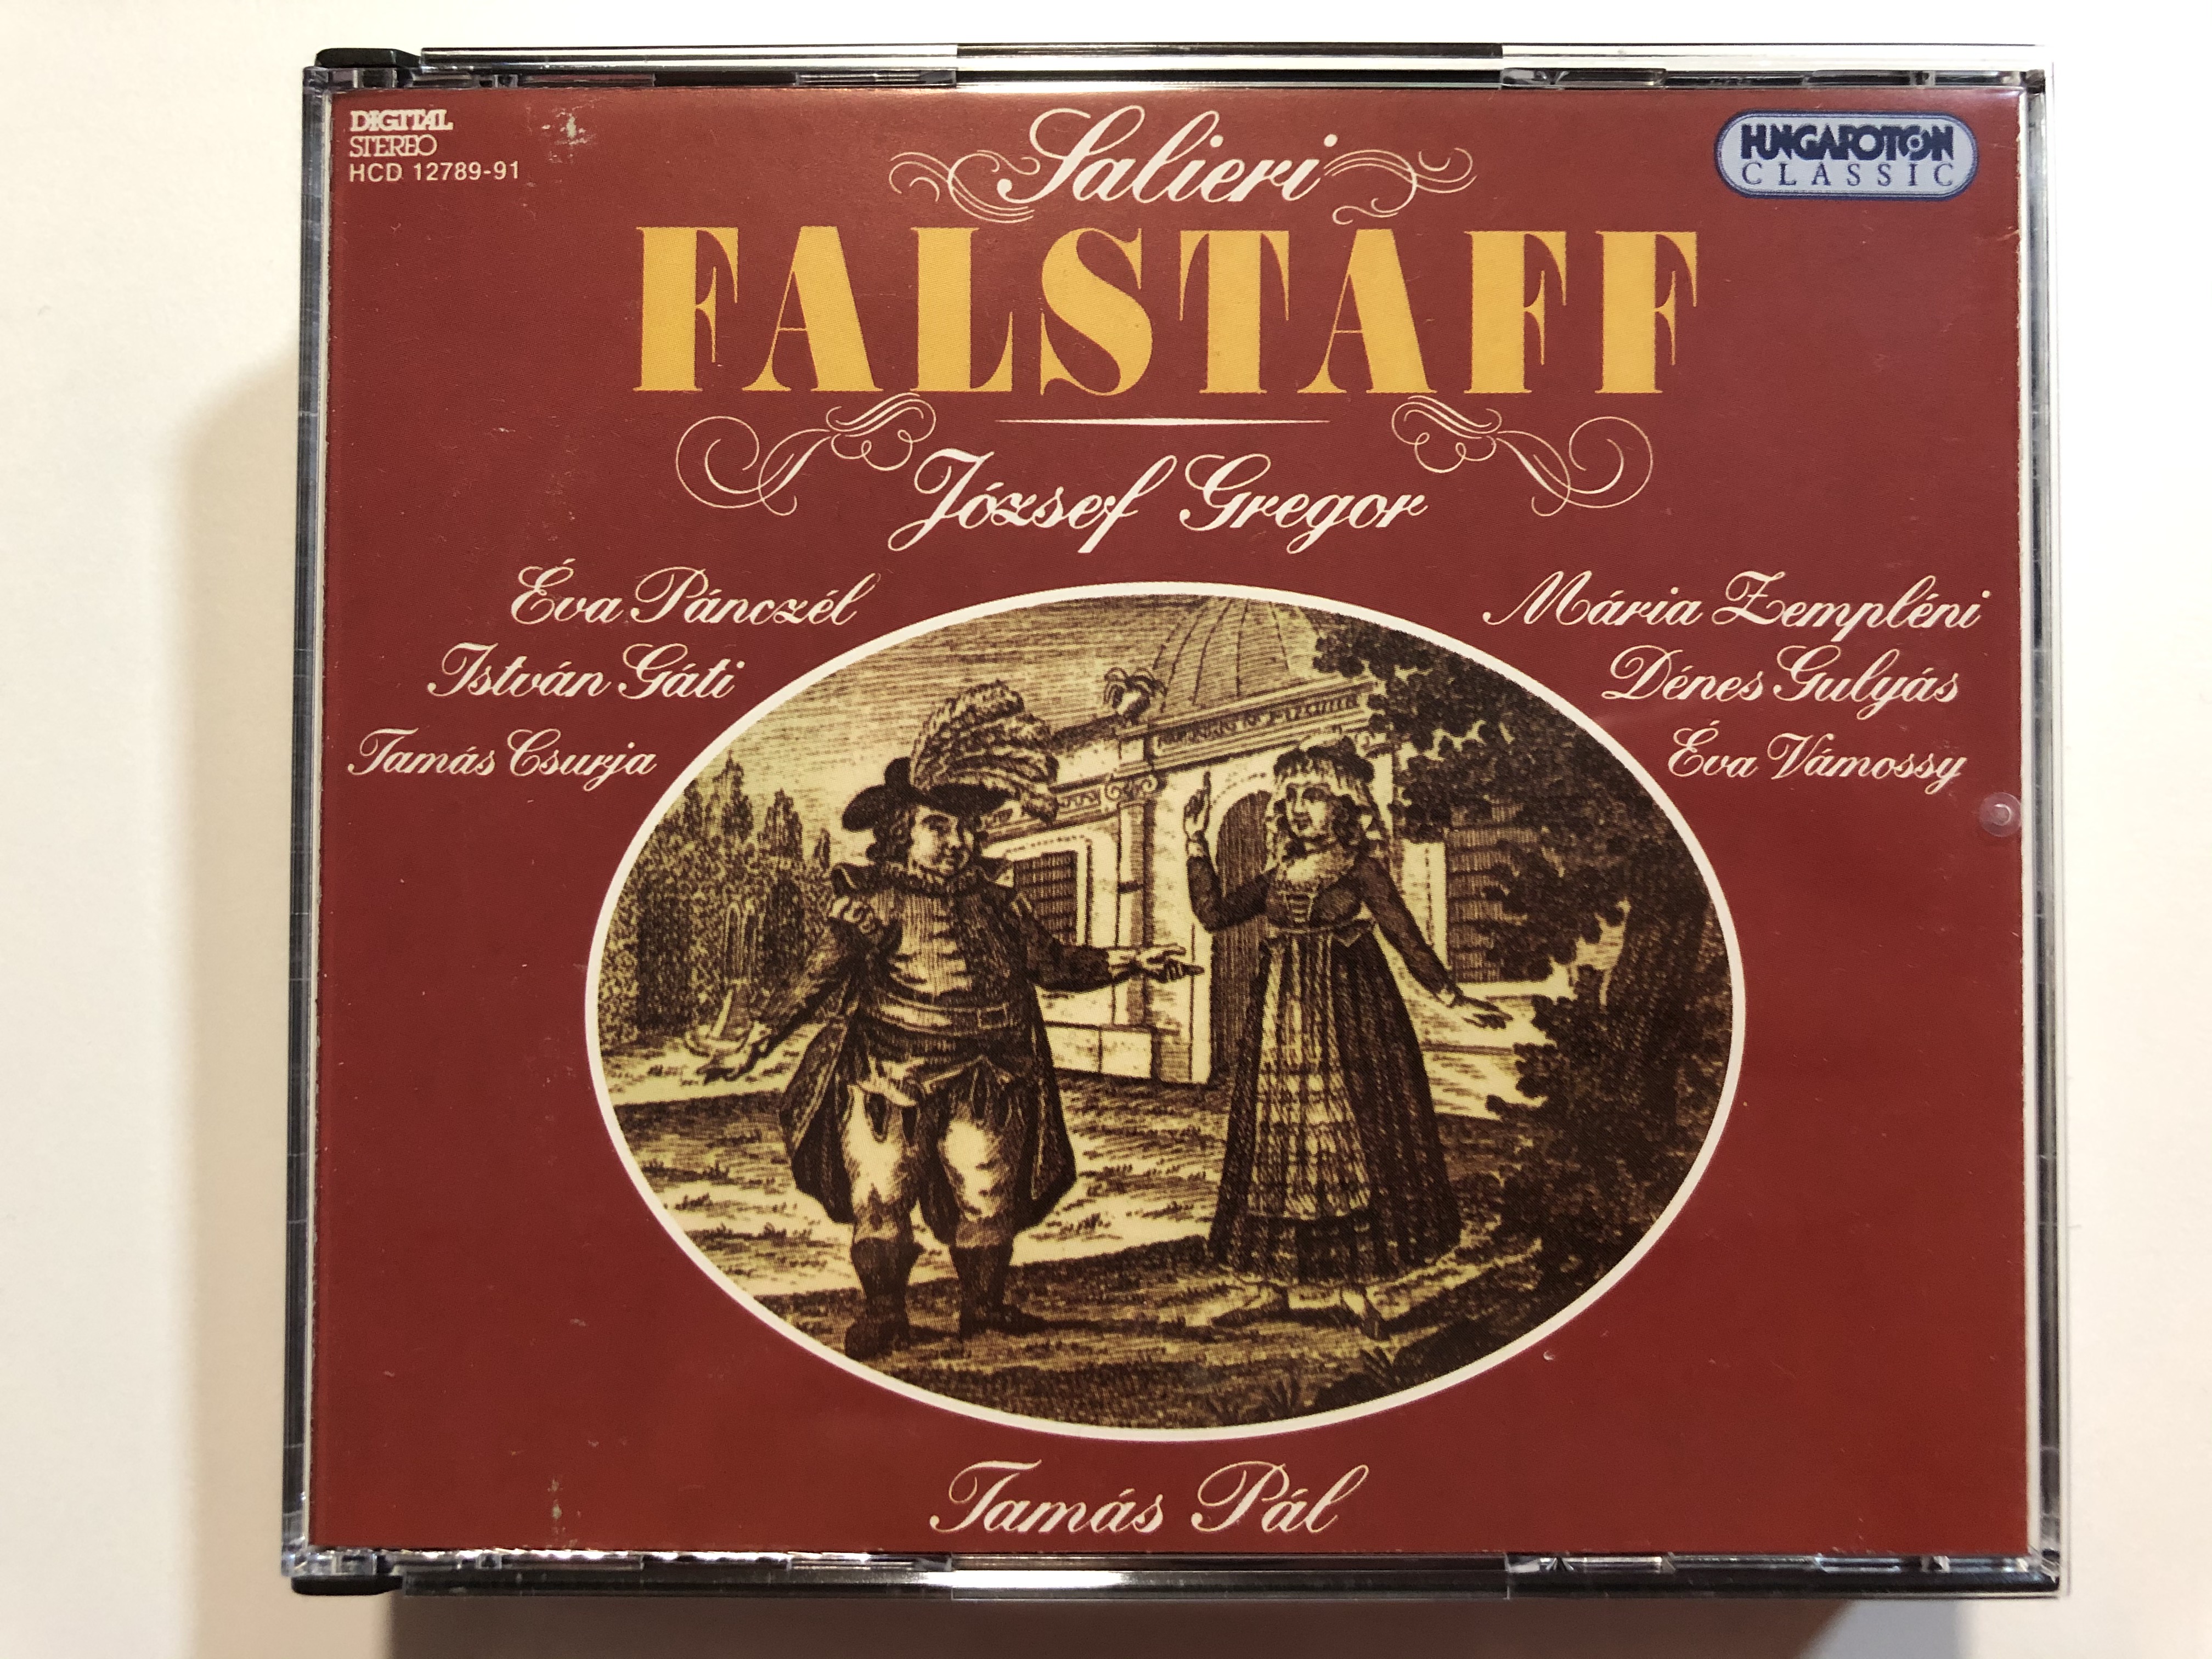 DIGITAL
STEREO
HCD 12789-91
HUNGAROTON
CLASSIC
Salieri
FALSTAFF
József Gregor
Éva Pánczél
István Gáti
Tamás Csurja
Mária Zempléni
Dénes Gulyás
Éva Vámossy
Tamás Pál